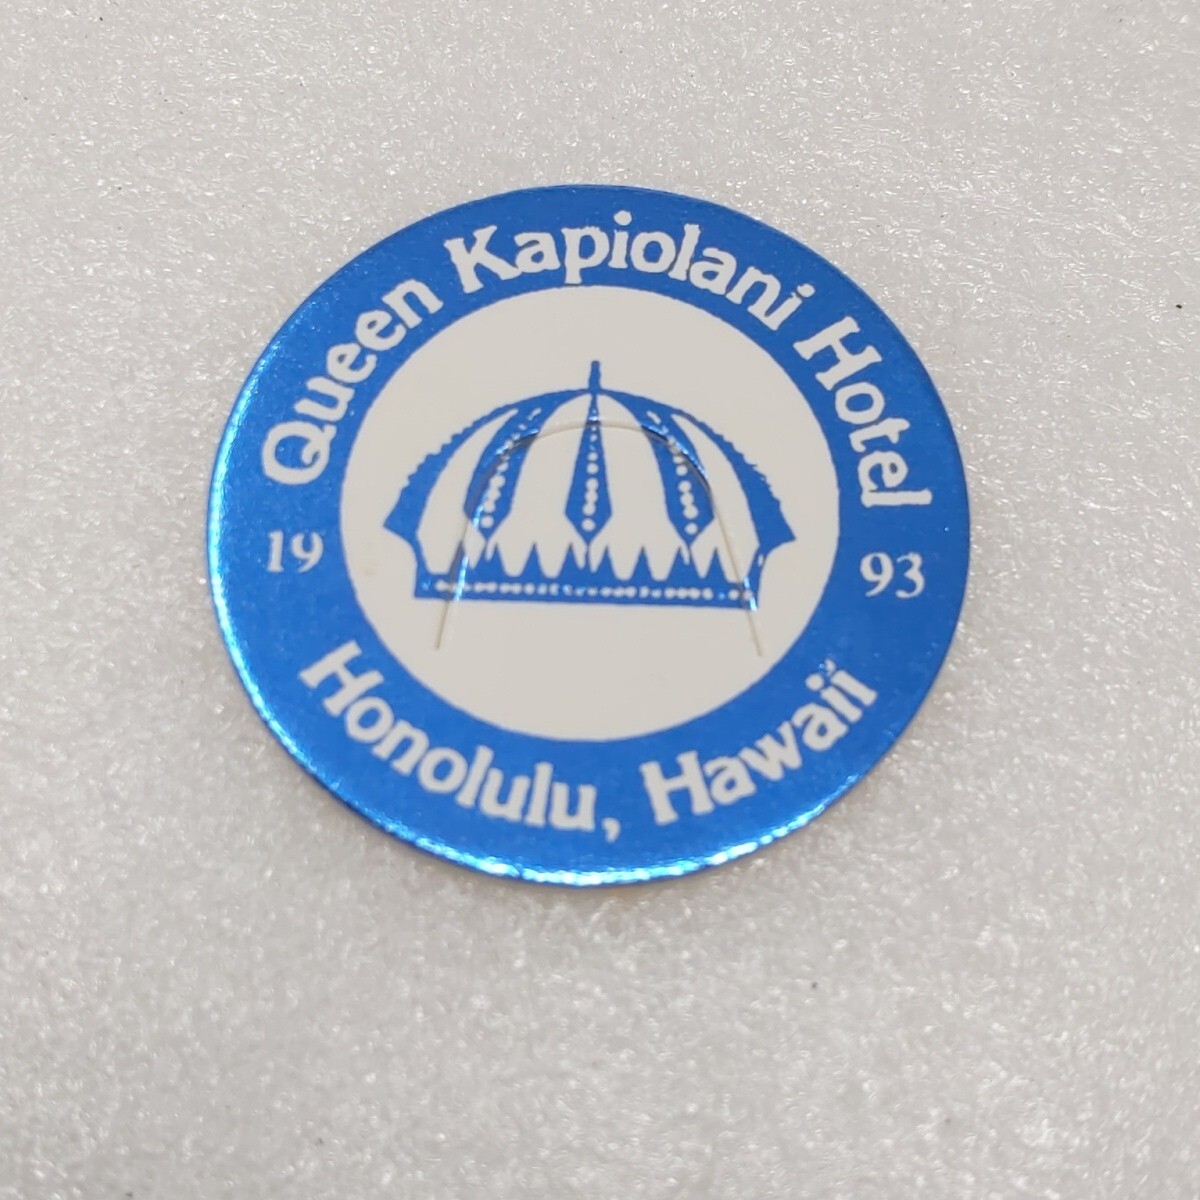 Queen Kapiolani Hotel
19 93
Honolulu, Hawaii